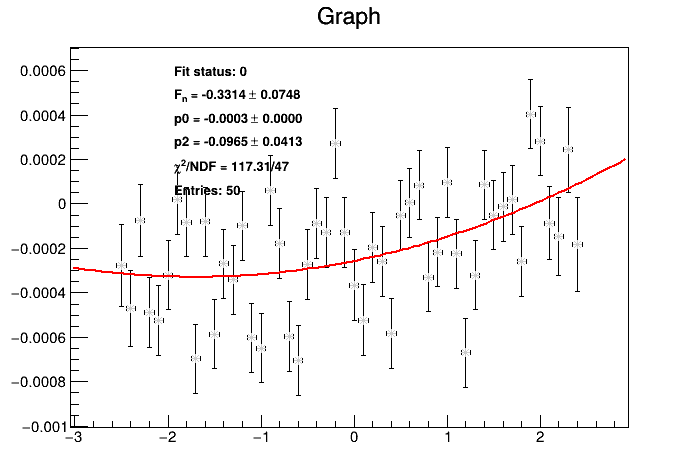 Graph
Fit status: 0
Fn = -0.3314 ± 0.0748
p0 = -0.0003 ± 0.0000
p2 = -0.0965 ± 0.0413
χ²/NDF = 117.31/47
Entries: 50
0.0006
0.0004
0.0002
0
−0.0002
−0.0004
−0.0006
−0.0008
−0.001
−3 −2 −1 0 1 2